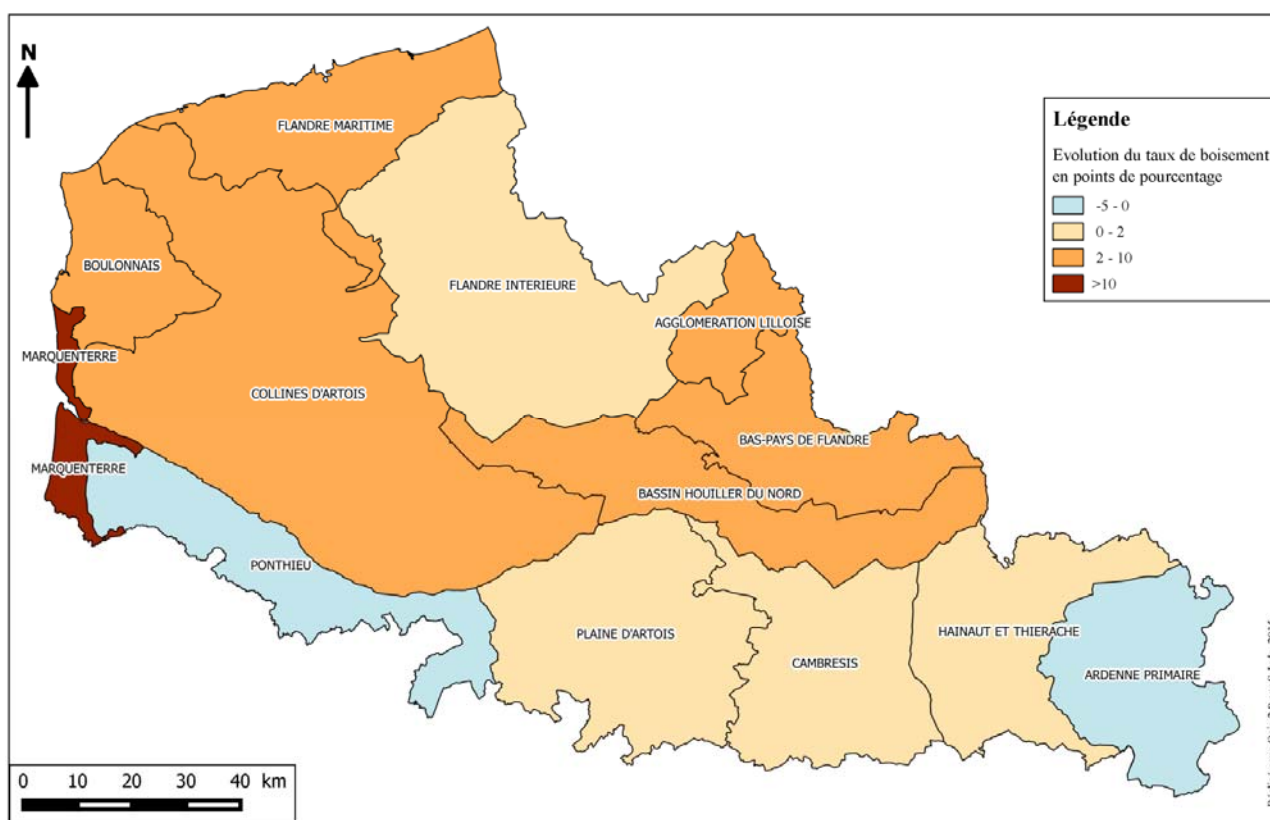 N
FLANDRE MARITIME
Légende
Evolution du taux de boisement
en points de pourcentage
-5 - 0
0 - 2
2 - 10
>10
BOULONNAIS
FLANDRE INTERIEURE
AGGLOMERATION LILLOISE
MARQUENTERRE
COLLINES D'ARTOIS
BAS-PAYS DE FLANDRE
MARQUENTERRE
BASSIN HOUILLER DU NORD
PONTHIEU
PLAINE D'ARTOIS
HAINAUT ET THIERACHE
CAMBRESIS
ARDENNE PRIMAIRE
0 10 20 30 40 km